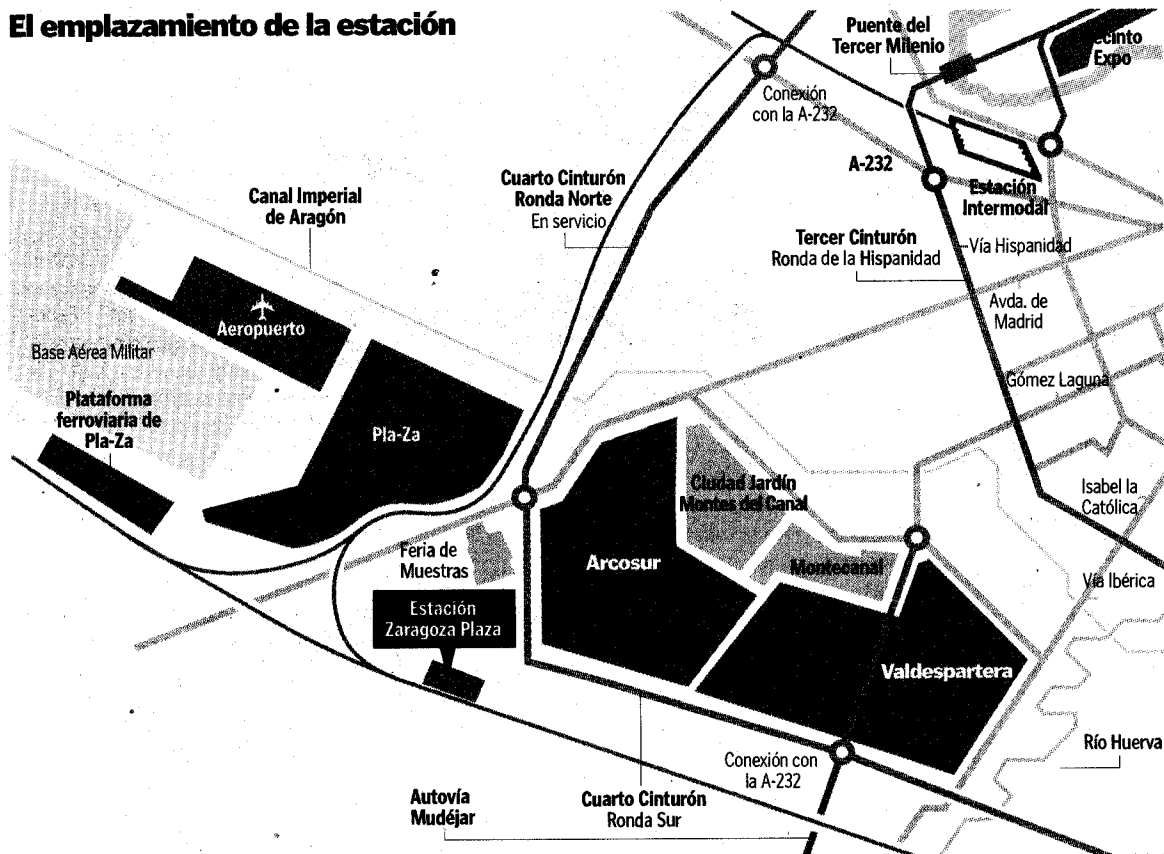 El emplazamiento de la estación
Puente del
Tercer Milenio
Expo
Conexión
con la A-232
A-232
Estación
Intermodal
Cuarto Cinturón
Ronda Norte
En servicio
Canal Imperial
de Aragón
Tercer Cinturón
Ronda de la Hispanidad
Vía Hispanidad
Avda. de
Madrid
Aeropuerto
Base Aérea Militar
Gómez Laguna
Plataforma
ferroviaria de
Pla-Za
Pla-Za
Ciudad Jardín
Montes del Canal
Isabel la
Católica
Feria de
Muestras
Arcosur
Montecanal
Vía Ibérica
Estación
Zaragoza Plaza
Valdespartera
Río Huerva
Conexión con
la A-232
Autovía
Mudéjar
Cuarto Cinturón
Ronda Sur